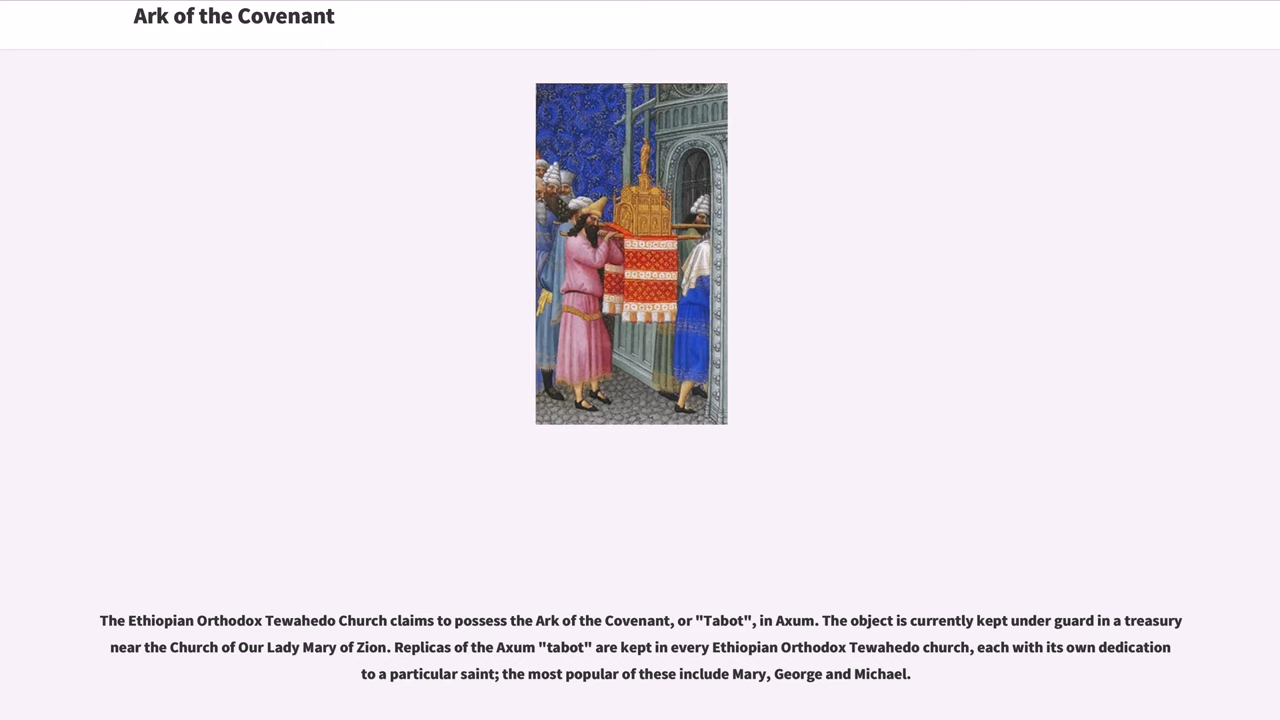 Ark of the Covenant
The Ethiopian Orthodox Tewahedo Church claims to possess the Ark of the Covenant, or "Tabot", in Axum. The object is currently kept under guard in a treasury
near the Church of Our Lady Mary of Zion. Replicas of the Axum "tabot" are kept in every Ethiopian Orthodox Tewahedo church, each with its own dedication
to a particular saint; the most popular of these include Mary, George and Michael.